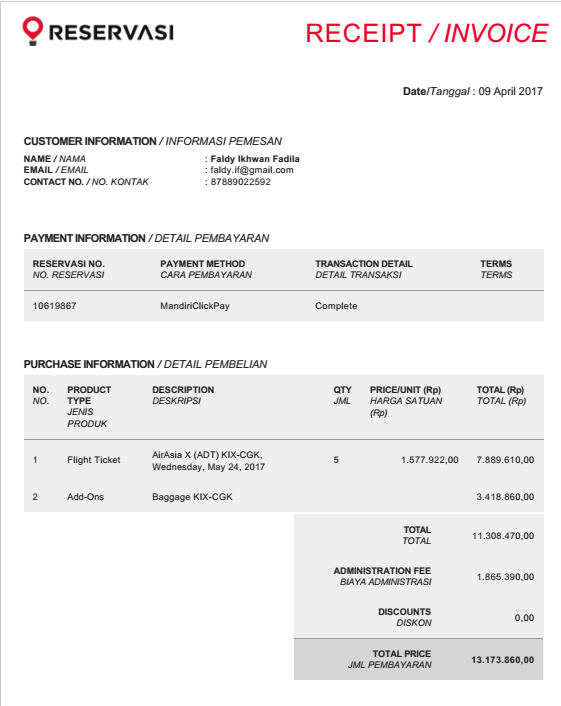 RESERVASI
RECEIPT / INVOICE
Date/Tanggal : 09 April 2017
CUSTOMER INFORMATION / INFORMASI PEMESAN
NAME / NAMA : Faldy Ikhwan Fadila
EMAIL / EMAIL : faldy.if@gmail.com
CONTACT NO. / NO. KONTAK : 87889022592
PAYMENT INFORMATION / DETAIL PEMBAYARAN
RESERVASI NO. PAYMENT METHOD TRANSACTION DETAIL TERMS
NO. RESERVASI CARA PEMBAYARAN DETAIL TRANSAKSI TERMS
10619867 MandiriClickPay Complete
PURCHASE INFORMATION / DETAIL PEMBELIAN
NO. PRODUCT DESCRIPTION QTY PRICE/UNIT (Rp) TOTAL (Rp)
NO. TYPE DESKRIPSI JML HARGA SATUAN TOTAL (Rp)
JENIS (Rp)
PRODUK
1 Flight Ticket AirAsia X (ADT) KIX-CGK, 5 1.577.922,00 7.889.610,00
Wednesday, May 24, 2017
2 Add-Ons Baggage KIX-CGK 3.418.860,00
TOTAL
TOTAL 11.308.470,00
ADMINISTRATION FEE
BIAYA ADMINISTRASI 1.865.390,00
DISCOUNTS
DISKON 0,00
TOTAL PRICE
JML PEMBAYARAN 13.173.860,00